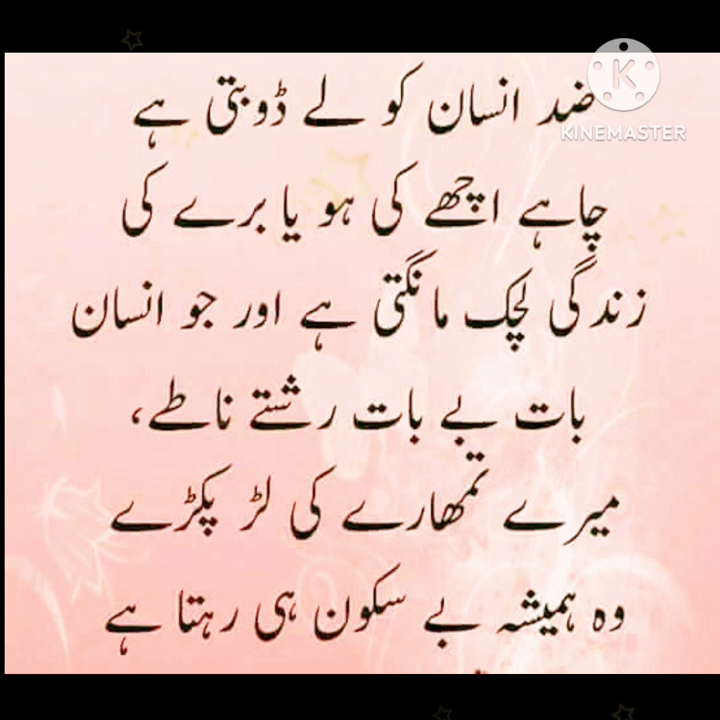 ضد انسان کو لے ڈوبتی ہے
K
KINEMASTER
چاہے اچھے کی ہو یا برے کی
زندگی لچک مانگتی ہے اور جو انسان
بات بے بات رشتے ناطے،
میرے تمھارے کی لڑ پکڑے
وہ ہمیشہ بے سکون ہی رہتا ہے